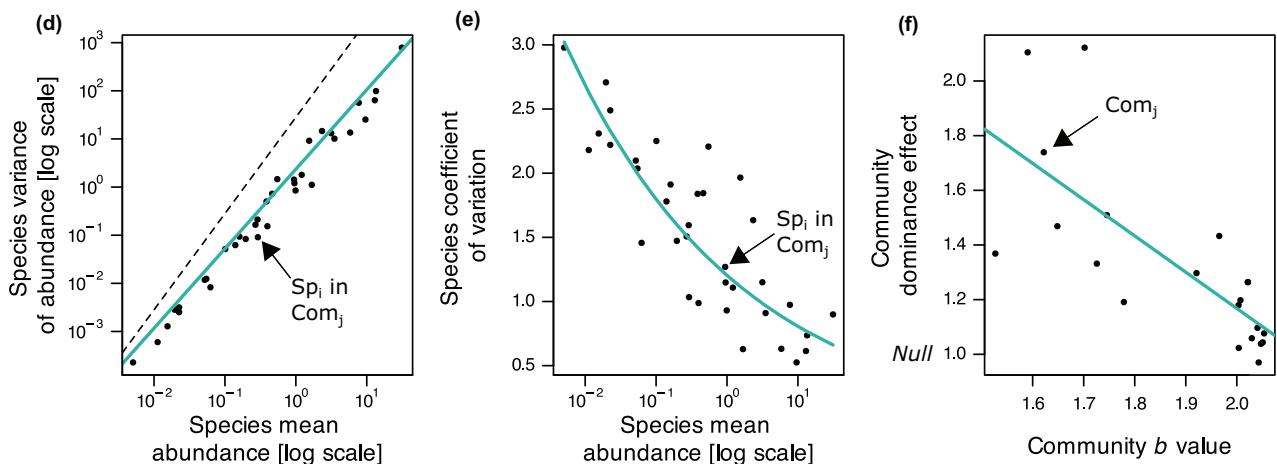 (d)
Species variance
of abundance [log scale]
10³
10²
10¹
10⁰
10⁻¹
10⁻²
10⁻³
Spᵢ in
Comⱼ
10⁻²
10⁻¹
10⁰
10¹
Species mean
abundance [log scale]
(e)
Species coefficient
of variation
3.0
2.5
2.0
1.5
1.0
0.5
Spᵢ in
Comⱼ
10⁻²
10⁻¹
10⁰
10¹
Species mean
abundance [log scale]
(f)
Community
dominance effect
2.0
1.8
1.6
1.4
1.2
Null 1.0
Comⱼ
1.6
1.7
1.8
1.9
2.0
Community b value